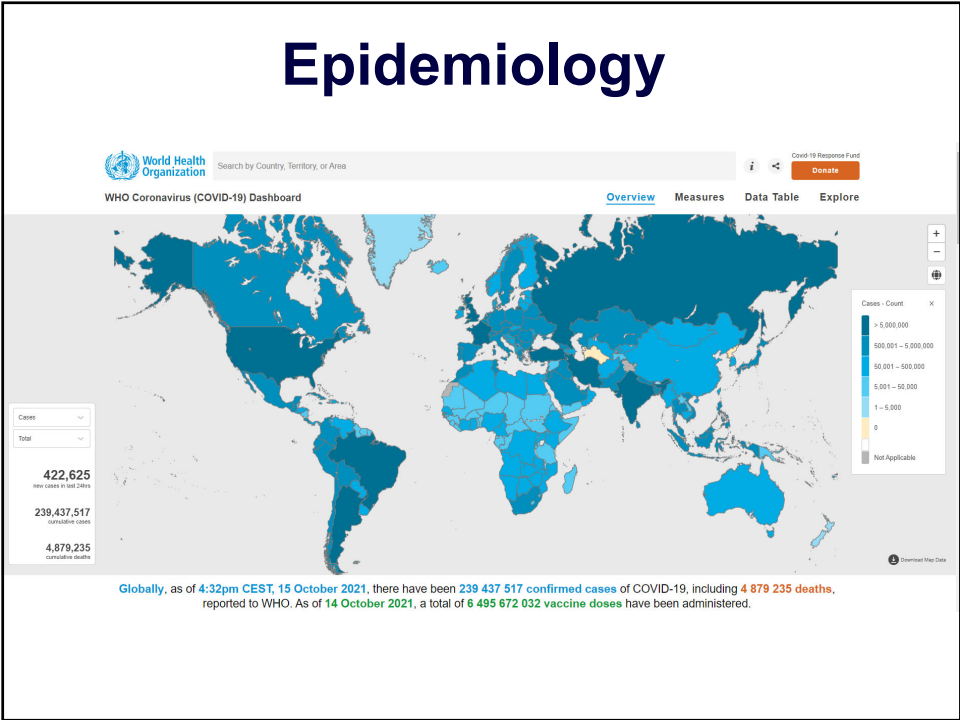 Epidemiology
World Health
Organization
Search by Country, Territory, or Area
i
Covid-19 Response Fund
Donate
WHO Coronavirus (COVID-19) Dashboard
Overview Measures Data Table Explore
+
−
Cases - Count x
> 5,000,000
500,001 – 5,000,000
50,001 – 500,000
5,001 – 50,000
1 – 5,000
0
Not Applicable
Cases
Total
422,625
new cases in last 24hrs
239,437,517
cumulative cases
4,879,235
cumulative deaths
Download Map Data
Globally, as of 4:32pm CEST, 15 October 2021, there have been 239 437 517 confirmed cases of COVID-19, including 4 879 235 deaths,
reported to WHO. As of 14 October 2021, a total of 6 495 672 032 vaccine doses have been administered.